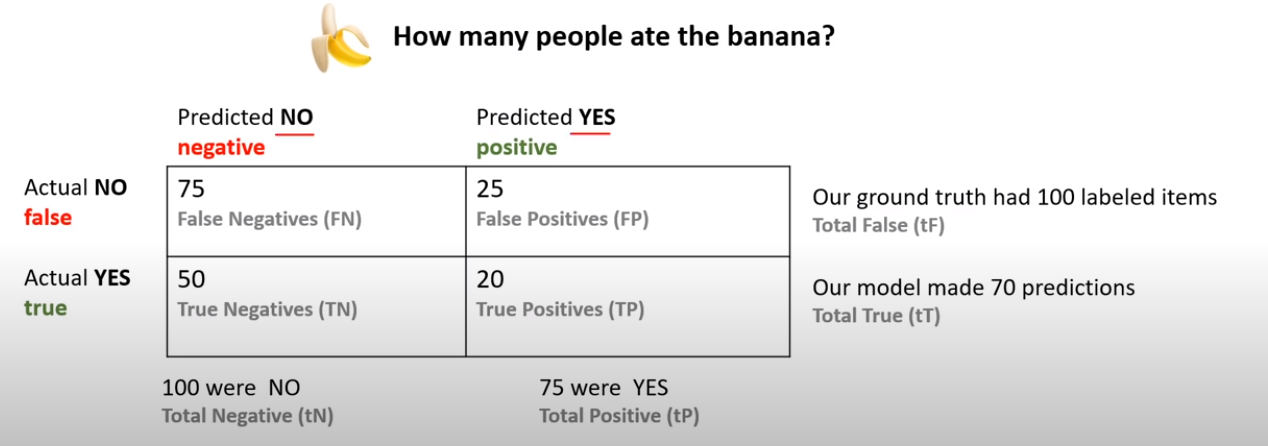 How many people ate the banana?
Predicted NO
negative
Predicted YES
positive
Actual NO
false
75
False Negatives (FN)
25
False Positives (FP)
Our ground truth had 100 labeled items
Total False (tF)
Actual YES
true
50
True Negatives (TN)
20
True Positives (TP)
Our model made 70 predictions
Total True (tT)
100 were NO
Total Negative (tN)
75 were YES
Total Positive (tP)